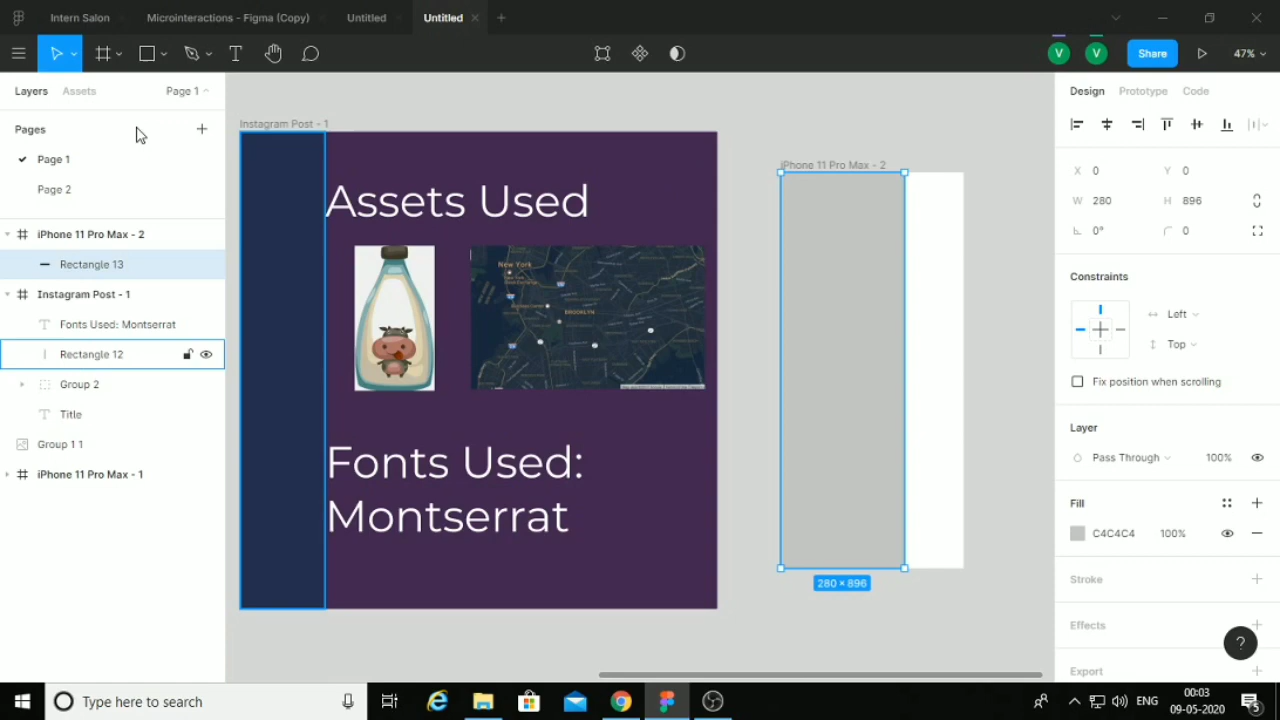 Intern Salon
Microinteractions - Figma (Copy)
Untitled
Untitled
V
V
Share
47%
Layers
Assets
Page 1
Design
Prototype
Code
Pages
Page 1
Page 2
iPhone 11 Pro Max - 2
Rectangle 13
Instagram Post - 1
Fonts Used: Montserrat
Rectangle 12
Group 2
Title
Group 1 1
iPhone 11 Pro Max - 1
Instagram Post - 1
Assets Used
New York
BROOKLYN
Fonts Used:
Montserrat
iPhone 11 Pro Max - 2
280 × 896
X 0
Y 0
W 280
H 896
0°
0
Constraints
Left
Top
Fix position when scrolling
Layer
Pass Through
100%
Fill
C4C4C4
100%
Stroke
Effects
?
Export
Type here to search
ENG
00:03
09-05-2020
5